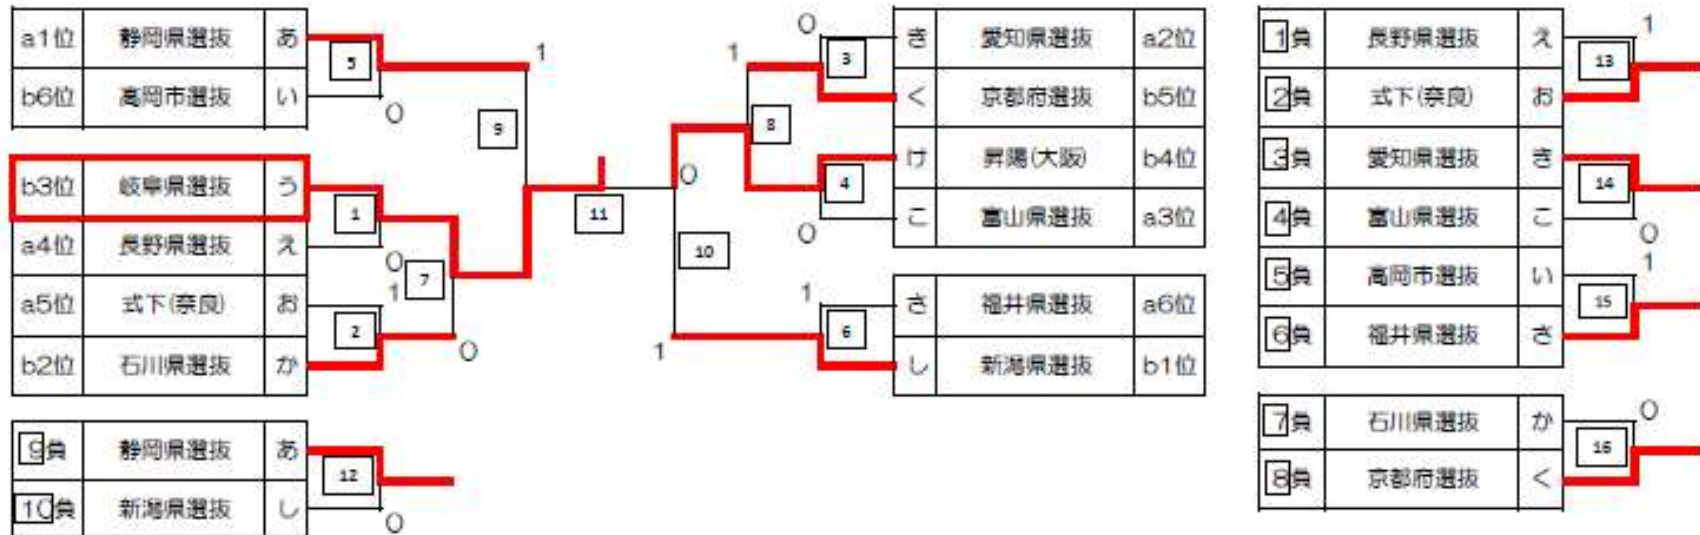 a1位 静岡県選抜 あ
b6位 高岡市選抜 い
b3位 岐阜県選抜 う
a4位 長野県選抜 え
a5位 式下(奈良) お
b2位 石川県選抜 か
9負 静岡県選抜 あ
10負 新潟県選抜 し
5
0
1
9
1
0
7
1
2
0
11
12
0
0
3
1
8
4
0
0
10
1
6
1
き 愛知県選抜 a2位
く 京都府選抜 b5位
け 昇陽(大阪) b4位
こ 富山県選抜 a3位
さ 福井県選抜 a6位
し 新潟県選抜 b1位
1負 長野県選抜 え
2負 式下(奈良) お
3負 愛知県選抜 き
4負 富山県選抜 こ
5負 高岡市選抜 い
6負 福井県選抜 さ
7負 石川県選抜 か
8負 京都府選抜 く
1
13
14
0
1
15
0
16